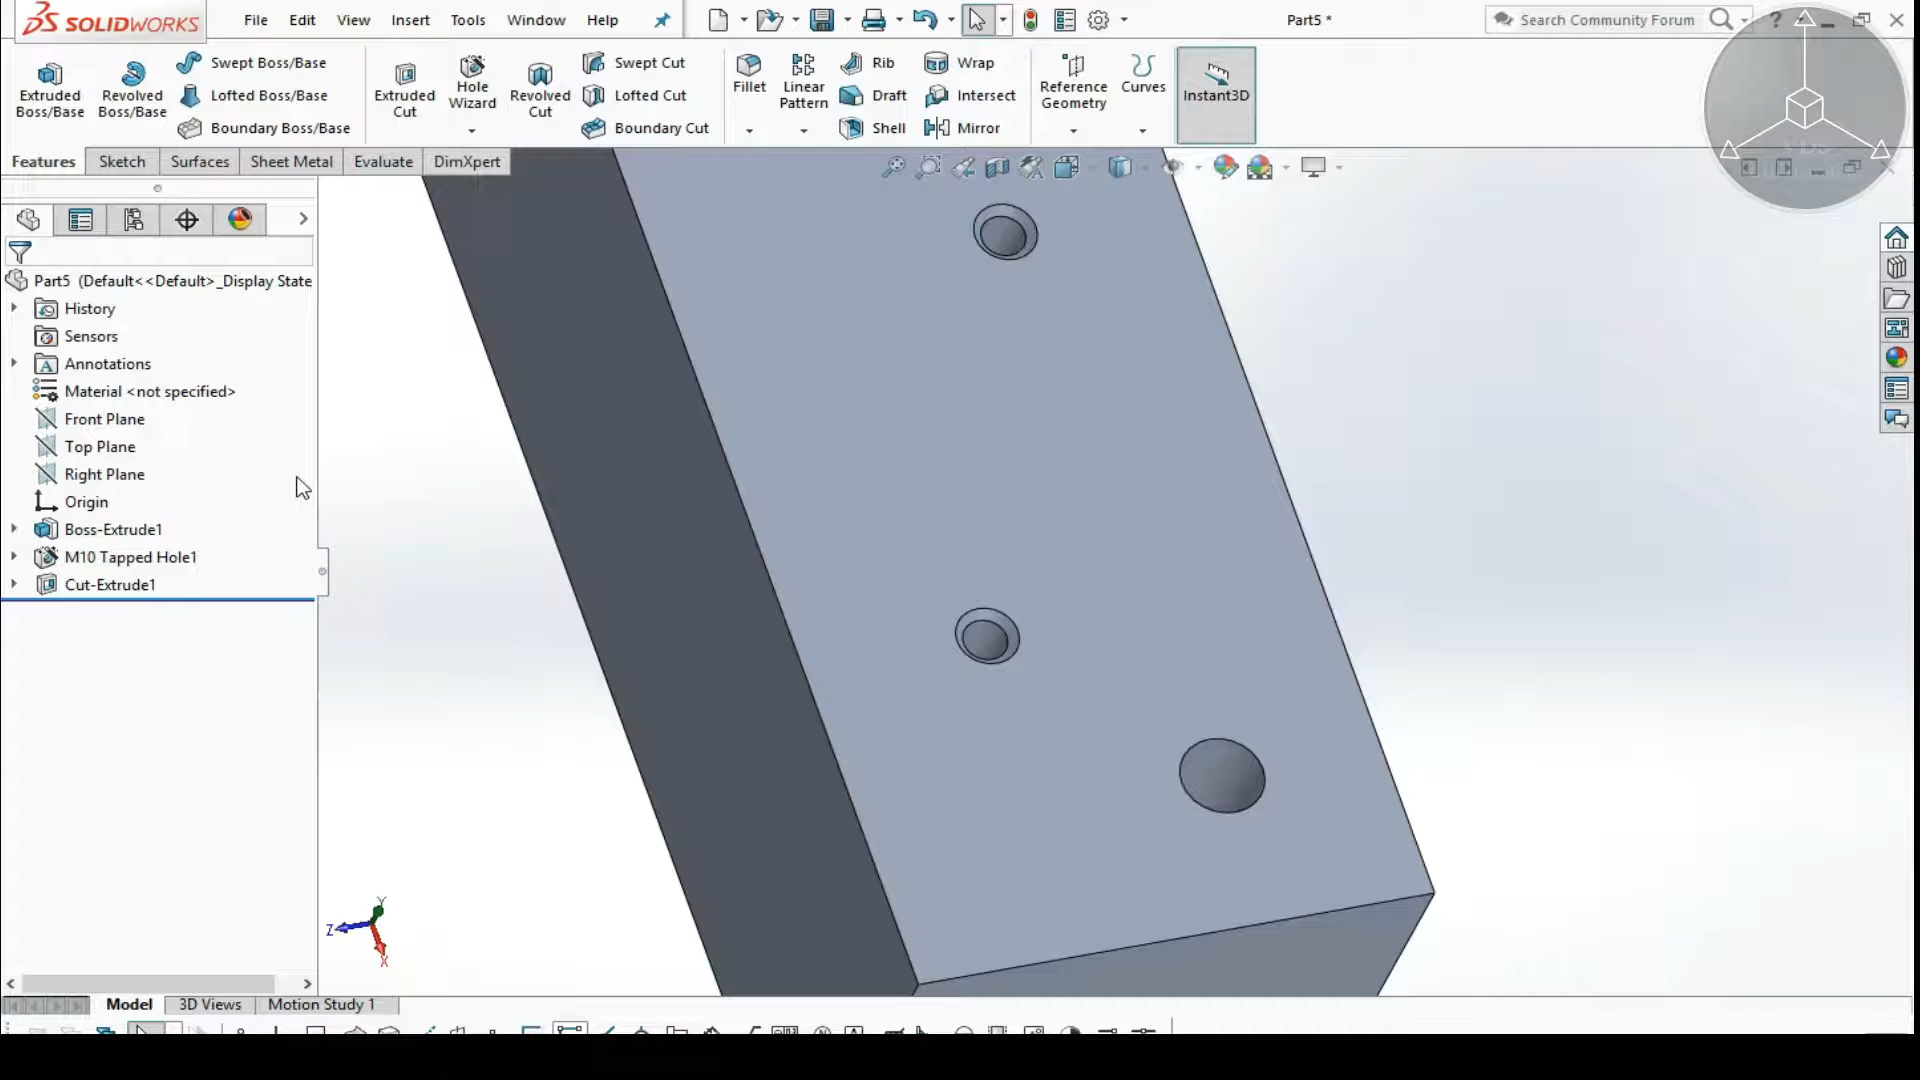 SOLIDWORKS File Edit View Insert Tools Window Help Part5 * Search Community Forum ?
Extruded Boss/Base
Revolved Boss/Base
Swept Boss/Base
Lofted Boss/Base
Boundary Boss/Base
Extruded Cut
Hole Wizard
Revolved Cut
Swept Cut
Lofted Cut
Boundary Cut
Fillet
Linear Pattern
Rib
Draft
Shell
Wrap
Intersect
Mirror
Reference Geometry
Curves
Instant3D
Features Sketch Surfaces Sheet Metal Evaluate DimXpert
Part5 (Default<<Default>_Display State
History
Sensors
A Annotations
Material <not specified>
Front Plane
Top Plane
Right Plane
Origin
Boss-Extrude1
M10 Tapped Hole1
Cut-Extrude1
Y
Z
X
Model 3D Views Motion Study 1